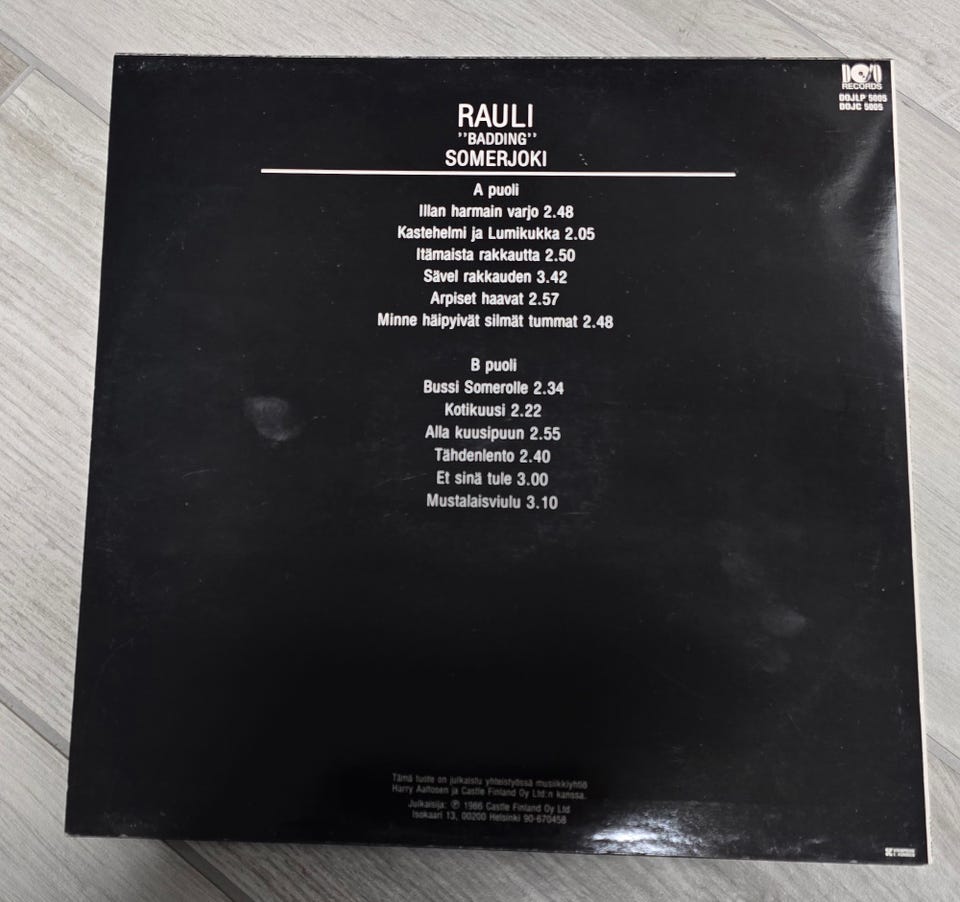 RAULI
"BADDING"
SOMERJOKI
RECORDS
DOJLP 5005
DOJC 5005
A puoli
Illan harmain varjo 2.48
Kastehelmi ja Lumikukka 2.05
Itämaista rakkautta 2.50
Sävel rakkauden 3.42
Arpiset haavat 2.57
Minne häipyivät silmät tummat 2.48
B puoli
Bussi Somerolle 2.34
Kotikuusi 2.22
Alla kuusipuun 2.55
Tähdenlento 2.40
Et sinä tule 3.00
Mustalaisviulu 3.10
Tämä tuote on julkaistu yhteistyössä musiikkiyhtiö
Harry Aaltosen ja Castle Finland Oy Ltd:n kanssa.
Julkaisija: ℗ 1986 Castle Finland Oy Ltd
Isokaari 13, 00200 Helsinki 90-670458